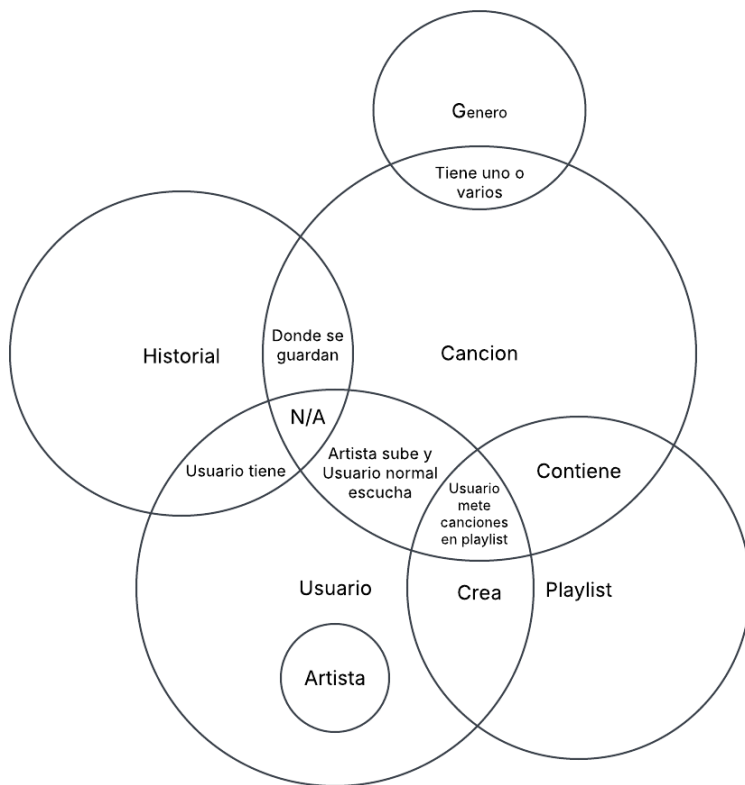 Genero
Tiene uno o
varios
Donde se
guardan
Historial
Cancion
N/A
Artista sube y
Usuario normal
escucha
Usuario tiene
Contiene
Usuario
mete
canciones
en playlist
Usuario
Crea
Playlist
Artista